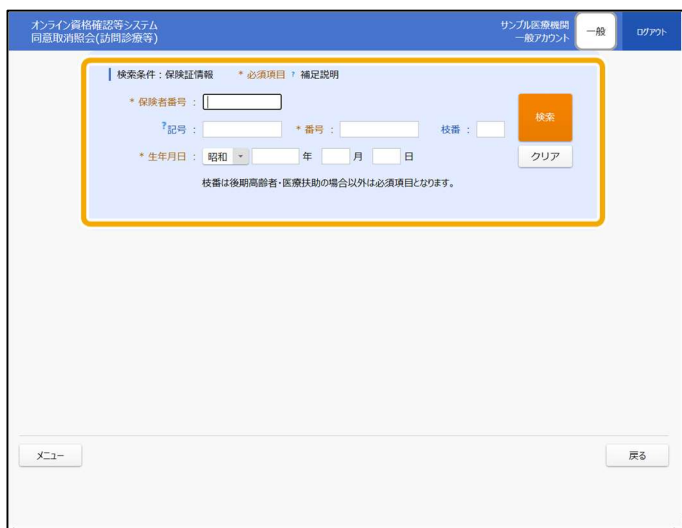 オンライン資格確認等システム
同意取消照会(訪問診療等)
サンプル医療機関
一般アカウント
一般
ログアウト
検索条件：保険証情報 * 必須項目 ? 補足説明
* 保険者番号 :
?記号 : * 番号 : 枝番 :
検索
* 生年月日 : 昭和 年 月 日
クリア
枝番は後期高齢者・医療扶助の場合以外は必須項目となります。
メニュー
戻る